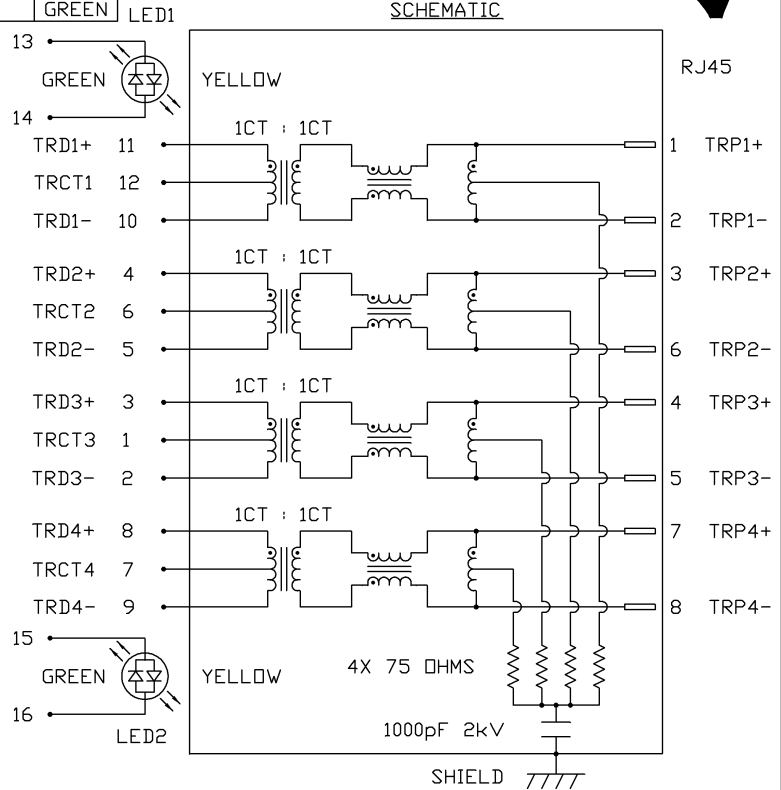 GREEN LED1 SCHEMATIC
13
RJ45
GREEN YELLOW
14
1CT : 1CT
TRD1+ 11 1 TRP1+
TRCT1 12
TRD1- 10 2 TRP1-
1CT : 1CT
TRD2+ 4 3 TRP2+
TRCT2 6
TRD2- 5 6 TRP2-
1CT : 1CT
TRD3+ 3 4 TRP3+
TRCT3 1
TRD3- 2 5 TRP3-
1CT : 1CT
TRD4+ 8 7 TRP4+
TRCT4 7
TRD4- 9 8 TRP4-
15
GREEN YELLOW 4X 75 OHMS
16
LED2 1000pF 2kV
SHIELD